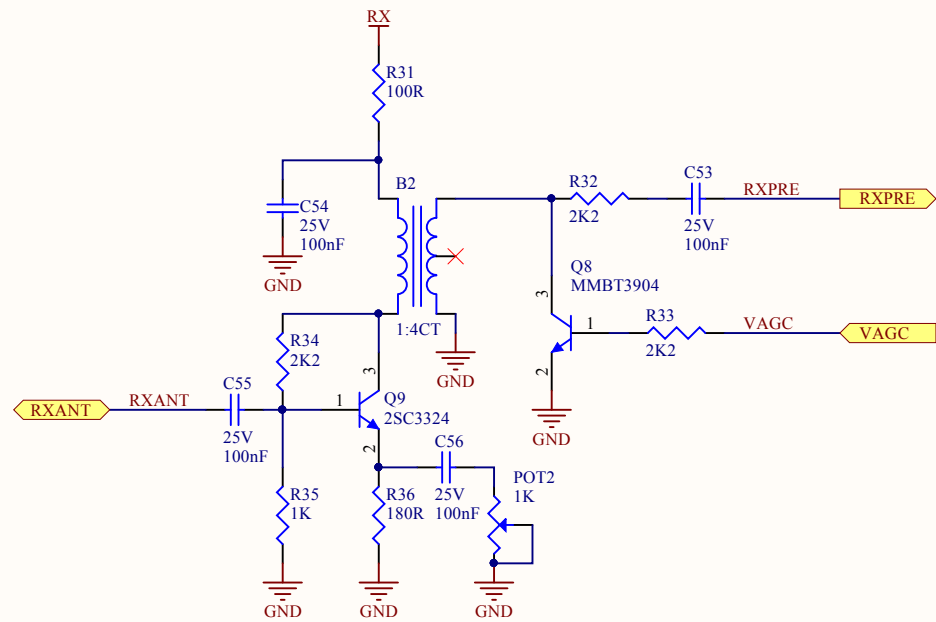 RX
R31
100R
B2
C54
25V
100nF
GND
R32
2K2
C53
25V
100nF
RXPRE
RXPRE
Q8
MMBT3904
3
1
2
R33
2K2
VAGC
VAGC
GND
1:4CT
GND
R34
2K2
C55
25V
100nF
RXANT
RXANT
3
1
2
Q9
2SC3324
C56
25V
100nF
POT2
1K
R35
1K
R36
180R
GND
GND
GND